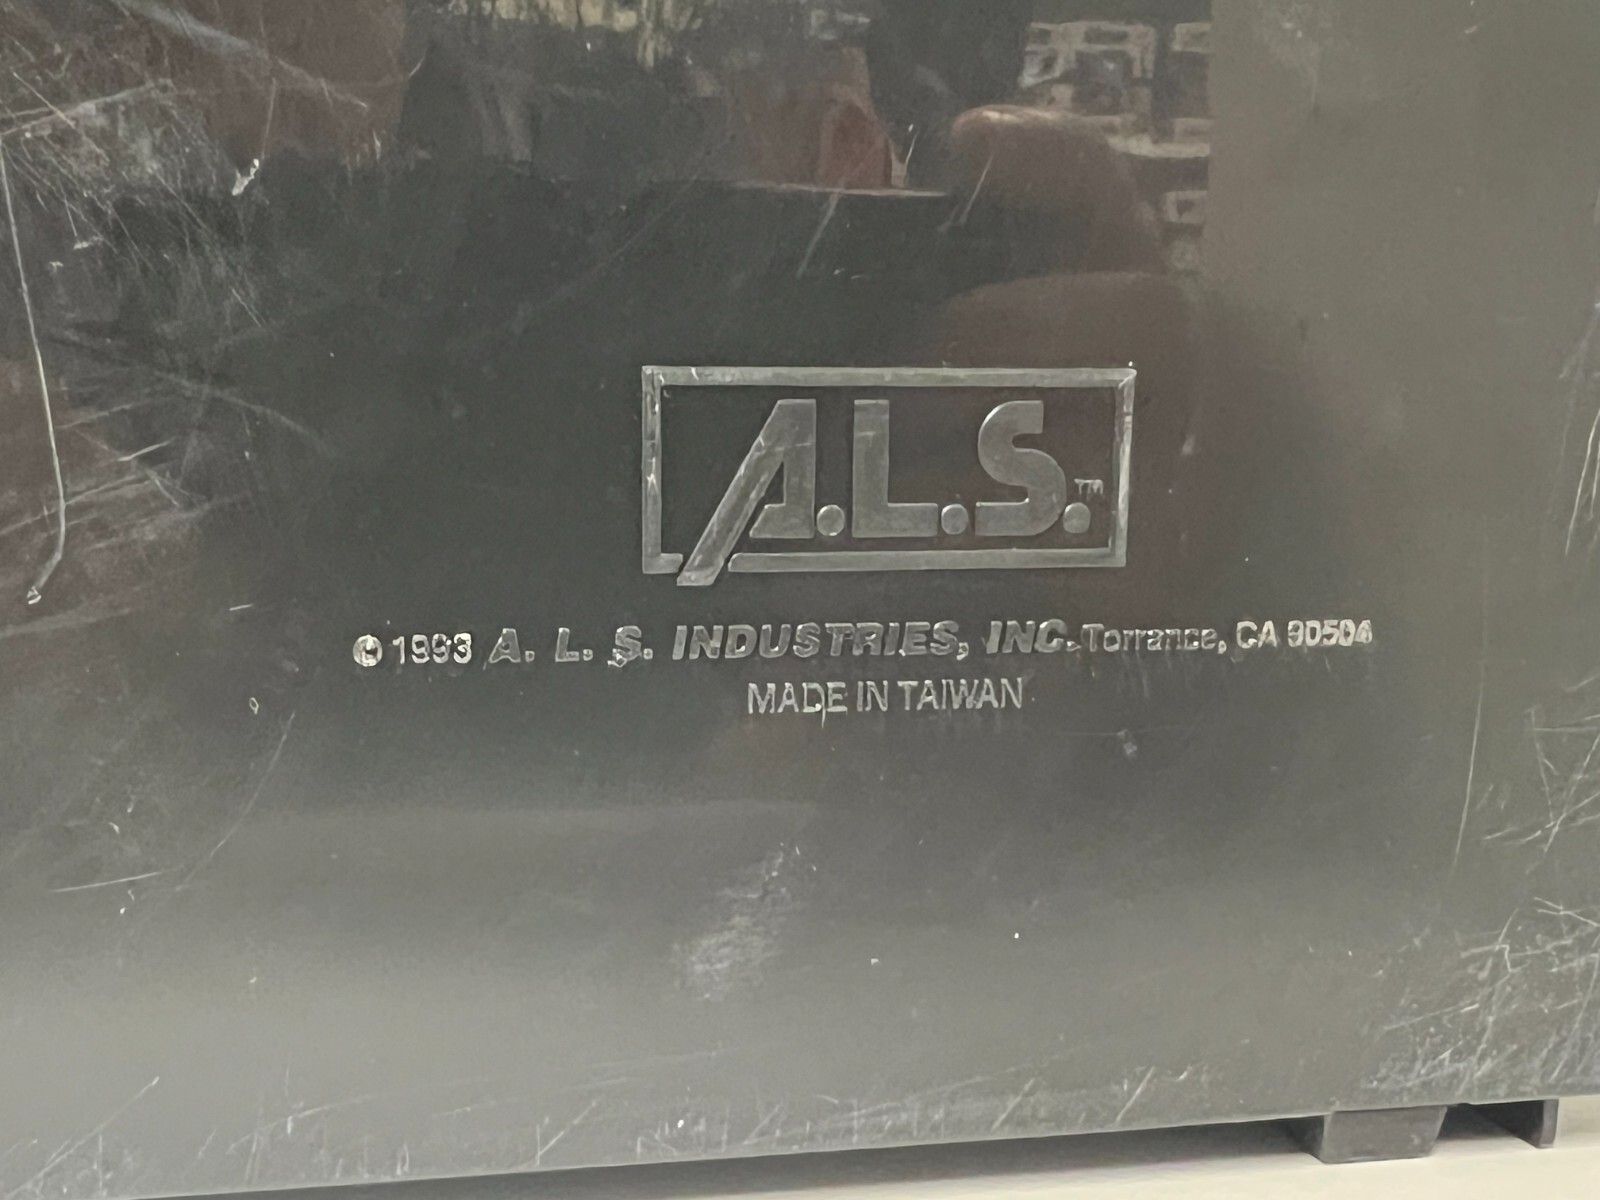 A.L.S.™
© 1993 A. L. S. INDUSTRIES, INC. Torrance, CA 90504
MADE IN TAIWAN